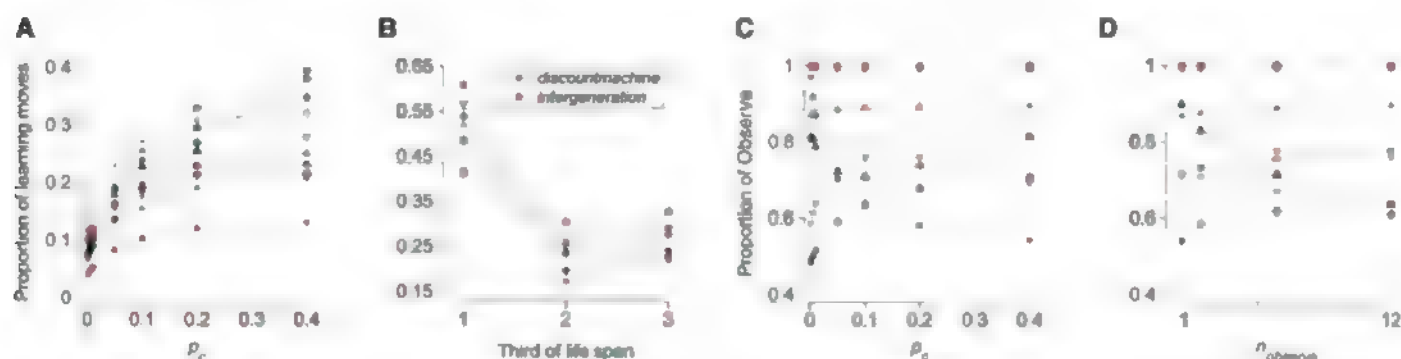 A
B
C
D
Proportion of learning moves
0.4
0.3
0.2
0.1
0
0
0.1
0.2
0.3
0.4
p_c
0.65
0.55
0.45
0.35
0.25
0.15
1
2
3
Third of life span
discountmachine
intergeneration
Proportion of Observe
1
0.8
0.6
0.4
0
0.1
0.2
0.3
0.4
p_c
1
0.8
0.6
0.4
1
12
n_observe